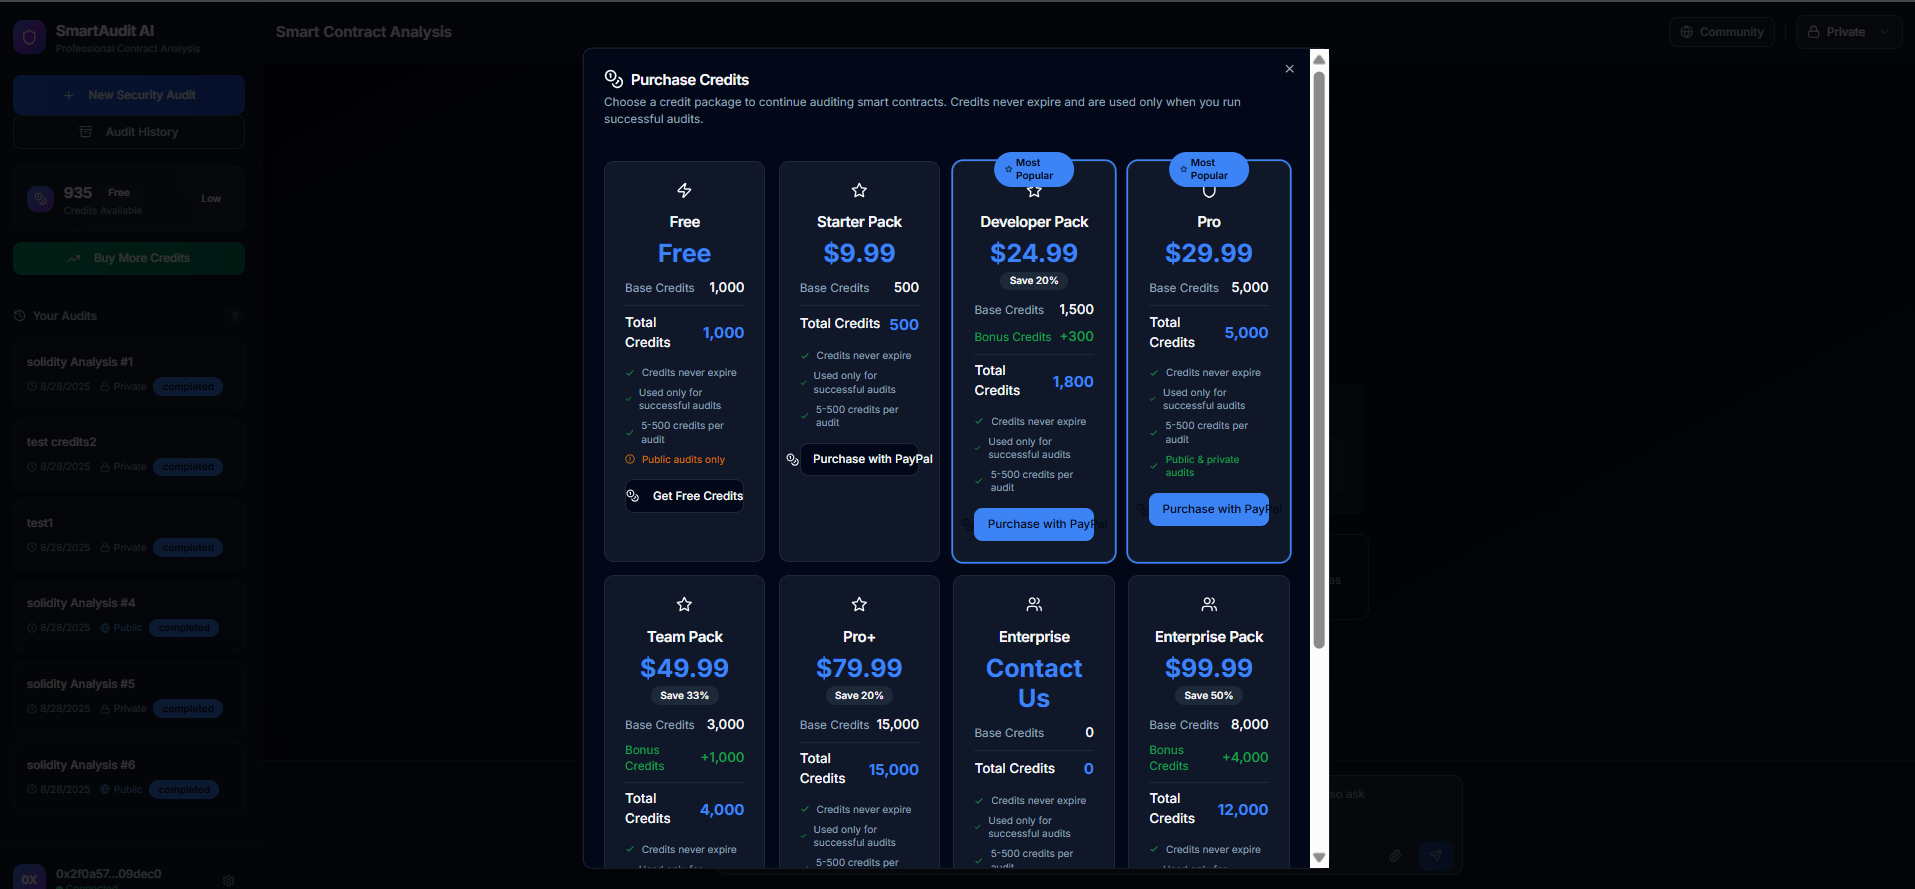 SmartAudit AI
Professional Contract Analysis
New Security Audit
Audit History
935 Free
Credits Available
Low
Buy More Credits
Your Audits 6
solidity Analysis #1
8/28/2025 Private completed
test credits2
8/28/2025 Private completed
test1
8/28/2025 Private completed
solidity Analysis #4
8/28/2025 Public completed
solidity Analysis #5
8/28/2025 Private completed
solidity Analysis #6
8/28/2025 Public completed
0X
0x2f0a57...09dec0
Connected
Smart Contract Analysis
Community
Private
Purchase Credits
Choose a credit package to continue auditing smart contracts. Credits never expire and are used only when you run
successful audits.
Free
Free
Base Credits 1,000
Total
Credits
1,000
Credits never expire
Used only for
successful audits
5-500 credits per
audit
Public audits only
Get Free Credits
Starter Pack
$9.99
Base Credits 500
Total Credits 500
Credits never expire
Used only for
successful audits
5-500 credits per
audit
Purchase with PayPal
Most
Popular
Developer Pack
$24.99
Save 20%
Base Credits 1,500
Bonus Credits +300
Total
Credits
1,800
Credits never expire
Used only for
successful audits
5-500 credits per
audit
Purchase with PayPal
Most
Popular
Pro
$29.99
Base Credits 5,000
Total
Credits
5,000
Credits never expire
Used only for
successful audits
5-500 credits per
audit
Public & private
audits
Purchase with PayPal
Team Pack
$49.99
Save 33%
Base Credits 3,000
Bonus
Credits
+1,000
Total
Credits
4,000
Credits never expire
Used only for
Pro+
$79.99
Save 20%
Base Credits 15,000
Total
Credits
15,000
Credits never expire
Used only for
successful audits
5-500 credits per
Enterprise
Contact
Us
Base Credits 0
Total Credits 0
Credits never expire
Used only for
successful audits
5-500 credits per
audit
Enterprise Pack
$99.99
Save 50%
Base Credits 8,000
Bonus
Credits
+4,000
Total
Credits
12,000
Credits never expire
Used only for
as
so ask